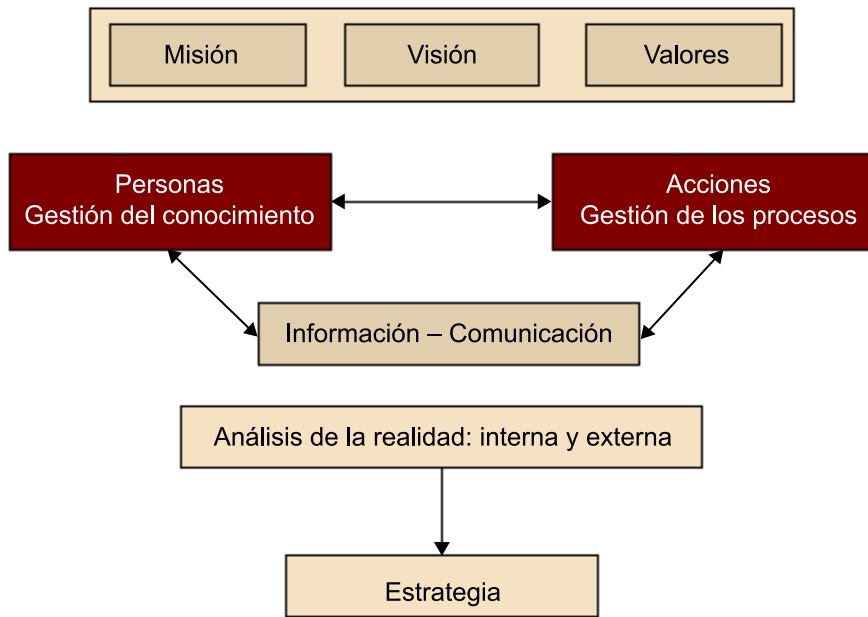 Misión
Visión
Valores
Personas
Gestión del conocimiento
Acciones
Gestión de los procesos
Información – Comunicación
Análisis de la realidad: interna y externa
Estrategia